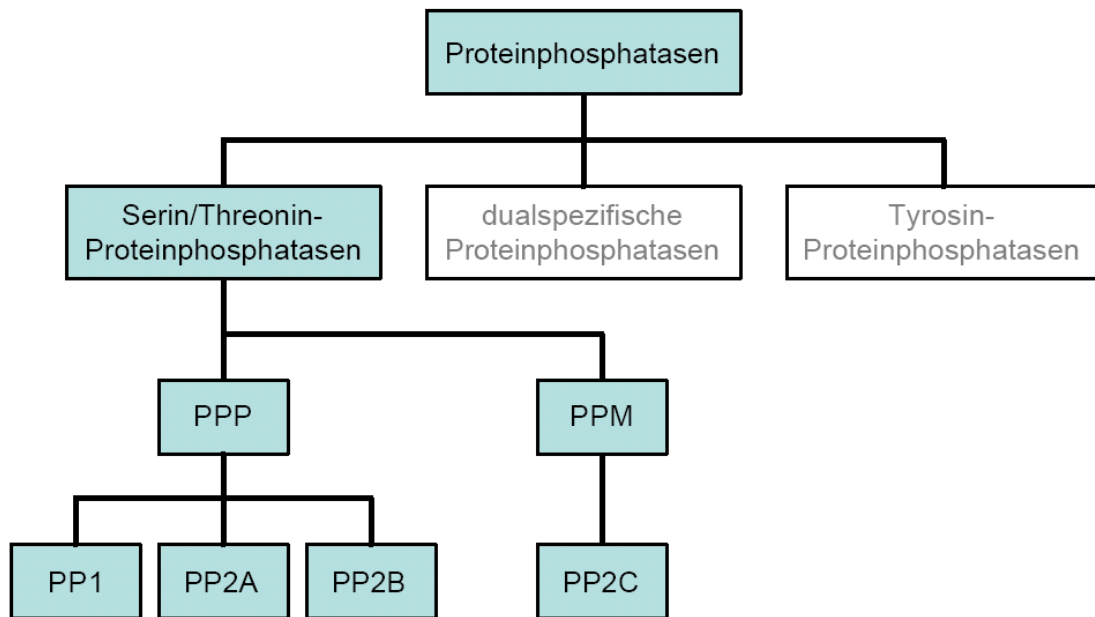 Proteinphosphatasen
Serin/Threonin-
Proteinphosphatasen
dualspezifische
Proteinphosphatasen
Tyrosin-
Proteinphosphatasen
PPP
PPM
PP1
PP2A
PP2B
PP2C